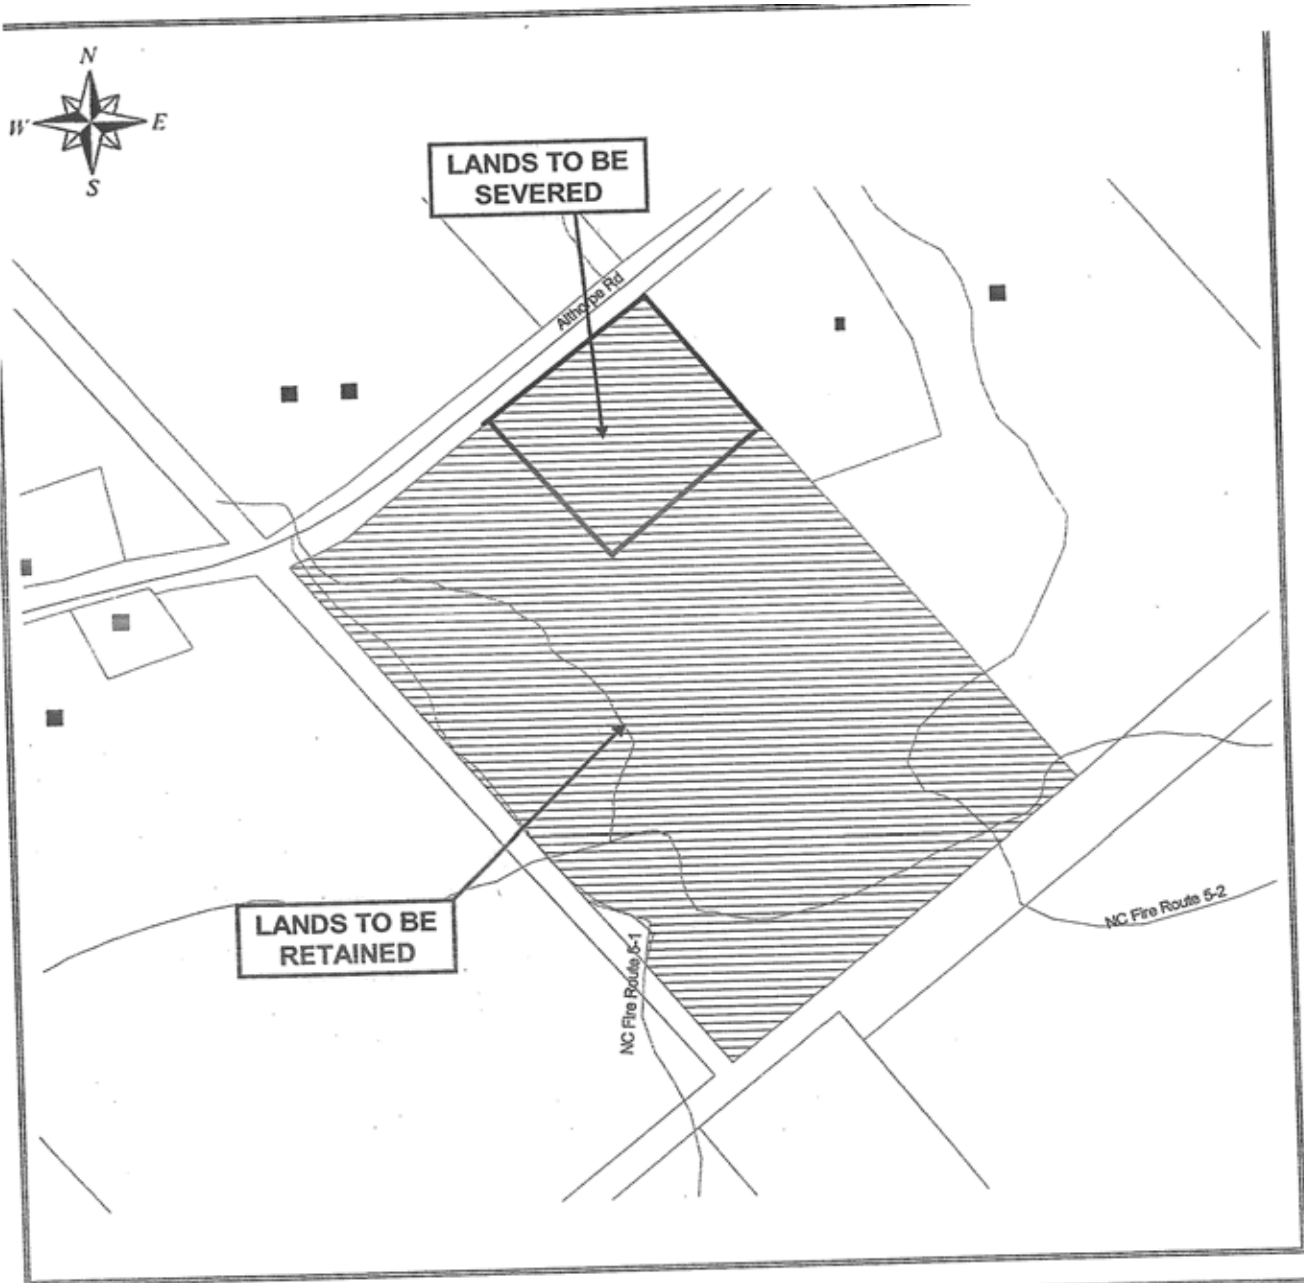 N
W E
S
LANDS TO BE
SEVERED
Althorpe Rd
LANDS TO BE
RETAINED
NC Fire Route 5-1
NC Fire Route 5-2